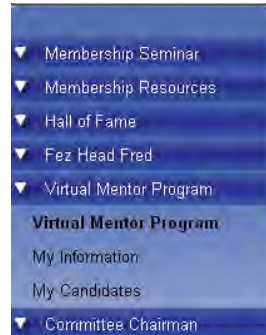 Membership Seminar
Membership Resources
Hall of Fame
Fez Head Fred
Virtual Mentor Program
Virtual Mentor Program
My Information
My Candidates
Committee Chairman